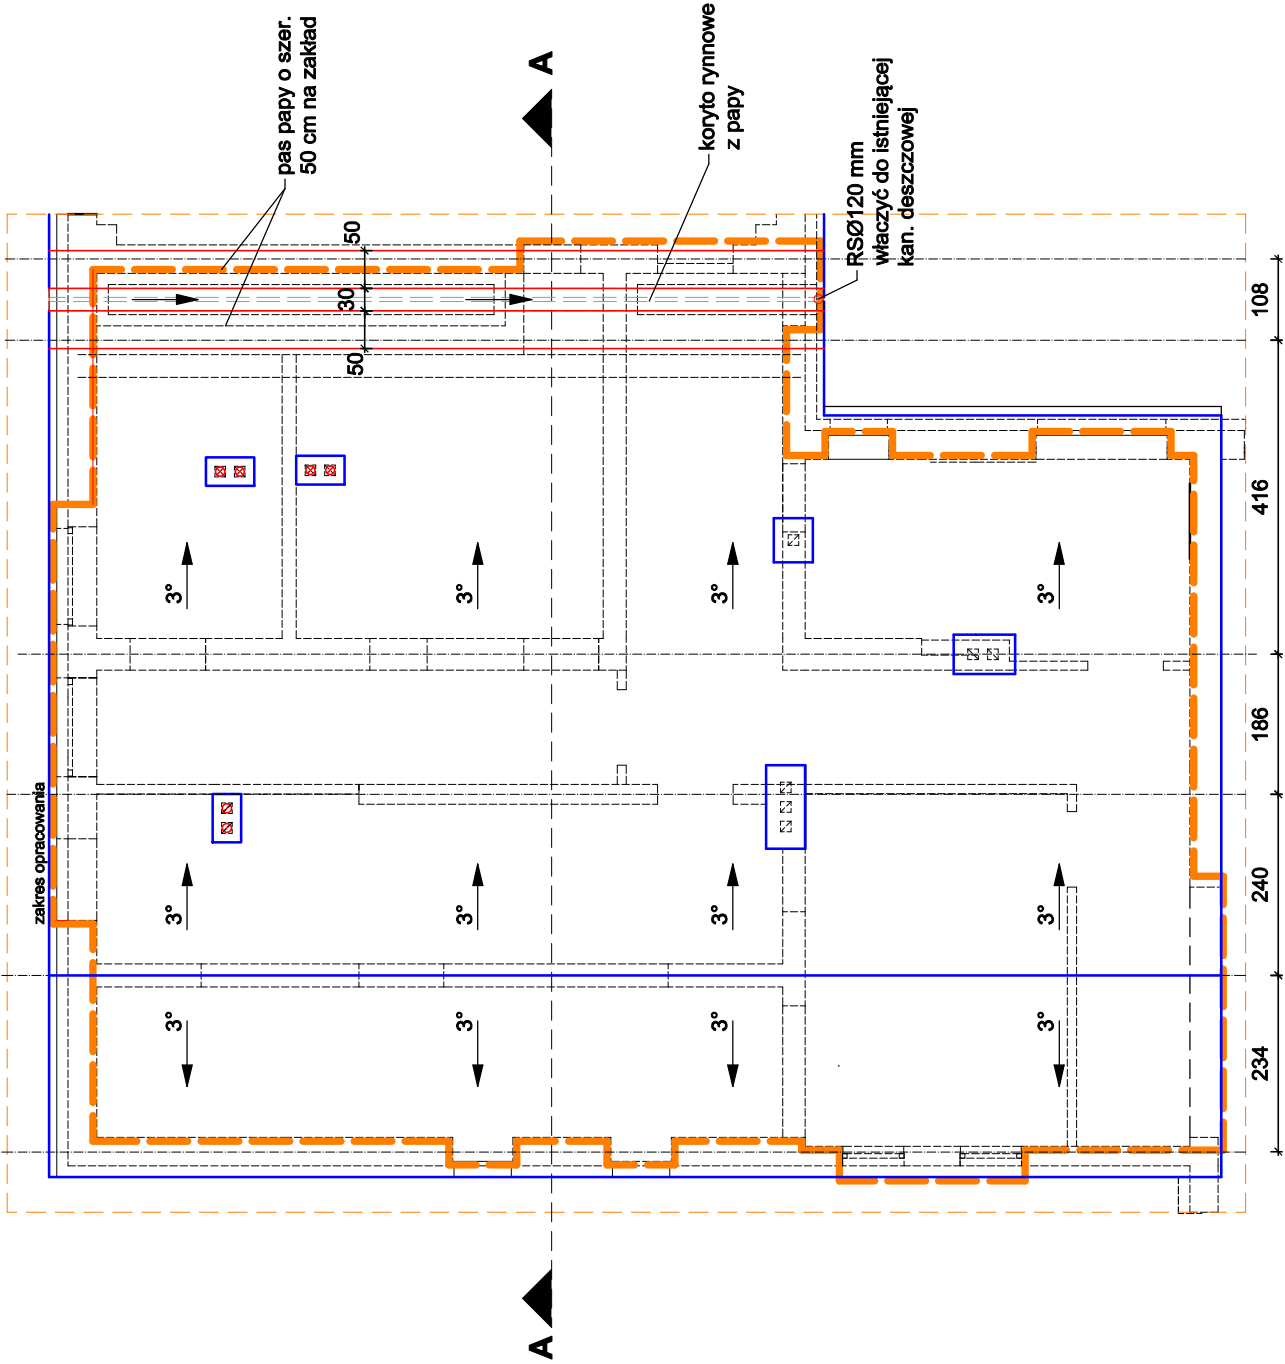 A
A
pas papy o szer.
50 cm na zakład
koryto rynnowe
z papy
RSØ120 mm
właczyć do istniejącej
kan. deszczowej
50
30
50
zakres opracowania
3°
3°
3°
3°
3°
3°
3°
3°
3°
3°
3°
3°
108
416
186
240
234